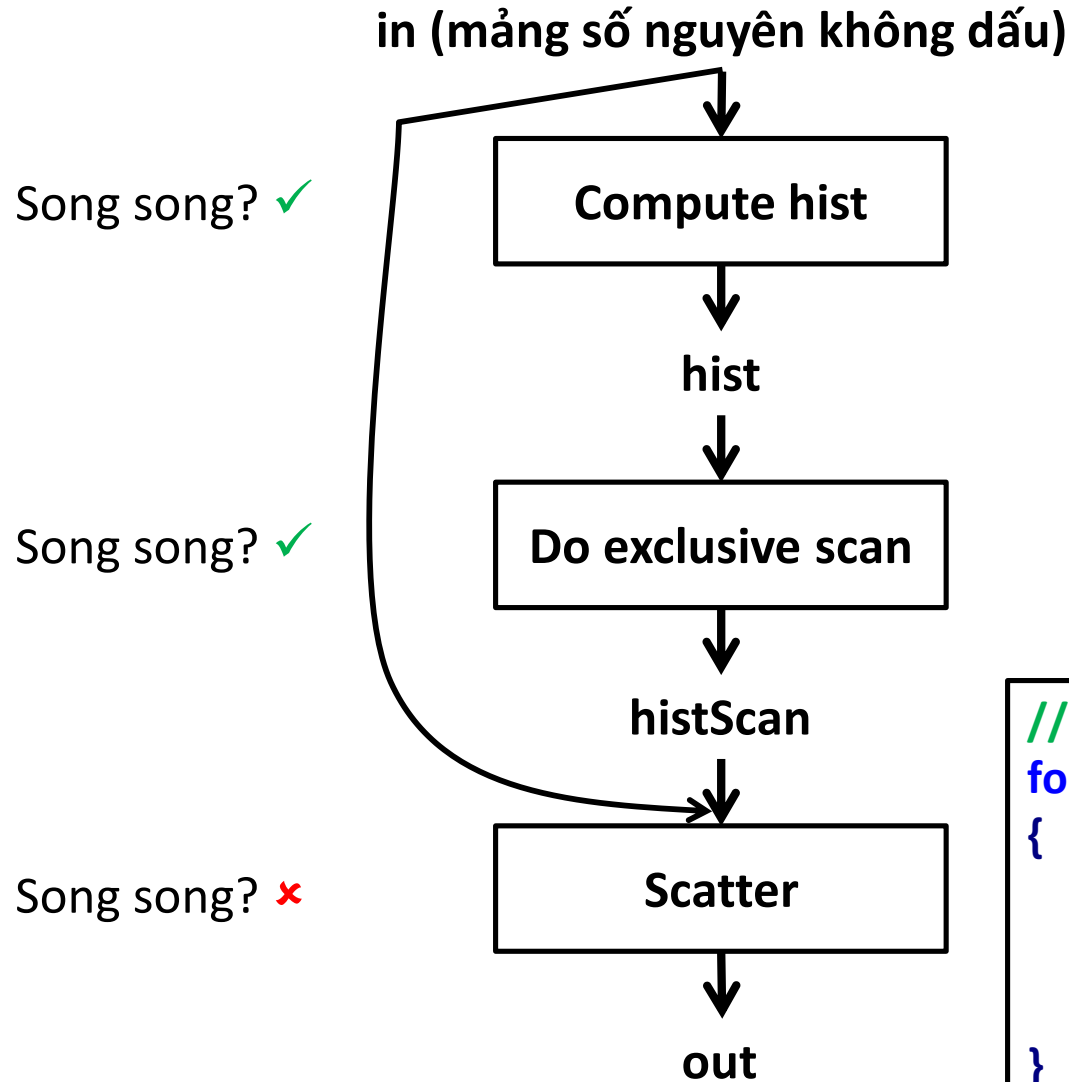 in (mảng số nguyên không dấu)
Song song? ✓
Compute hist
hist
Song song? ✓
Do exclusive scan
histScan
//
fo
{
Song song? ✘
Scatter
}
out